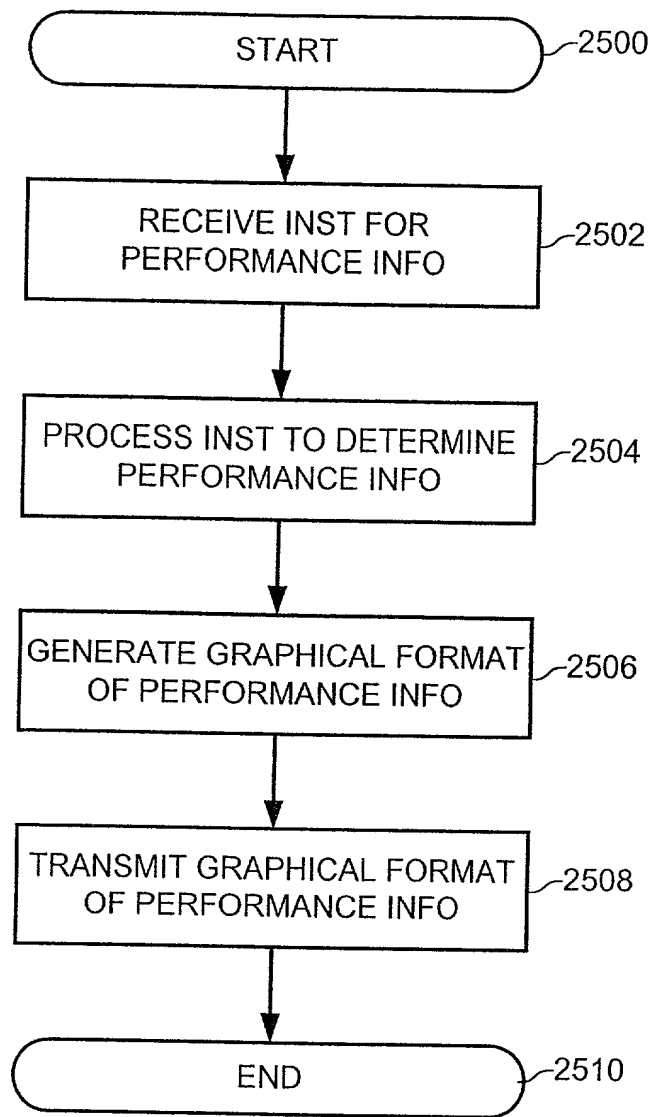 START
2500
RECEIVE INST FOR
PERFORMANCE INFO
2502
PROCESS INST TO DETERMINE
PERFORMANCE INFO
2504
GENERATE GRAPHICAL FORMAT
OF PERFORMANCE INFO
2506
TRANSMIT GRAPHICAL FORMAT
OF PERFORMANCE INFO
2508
END
2510